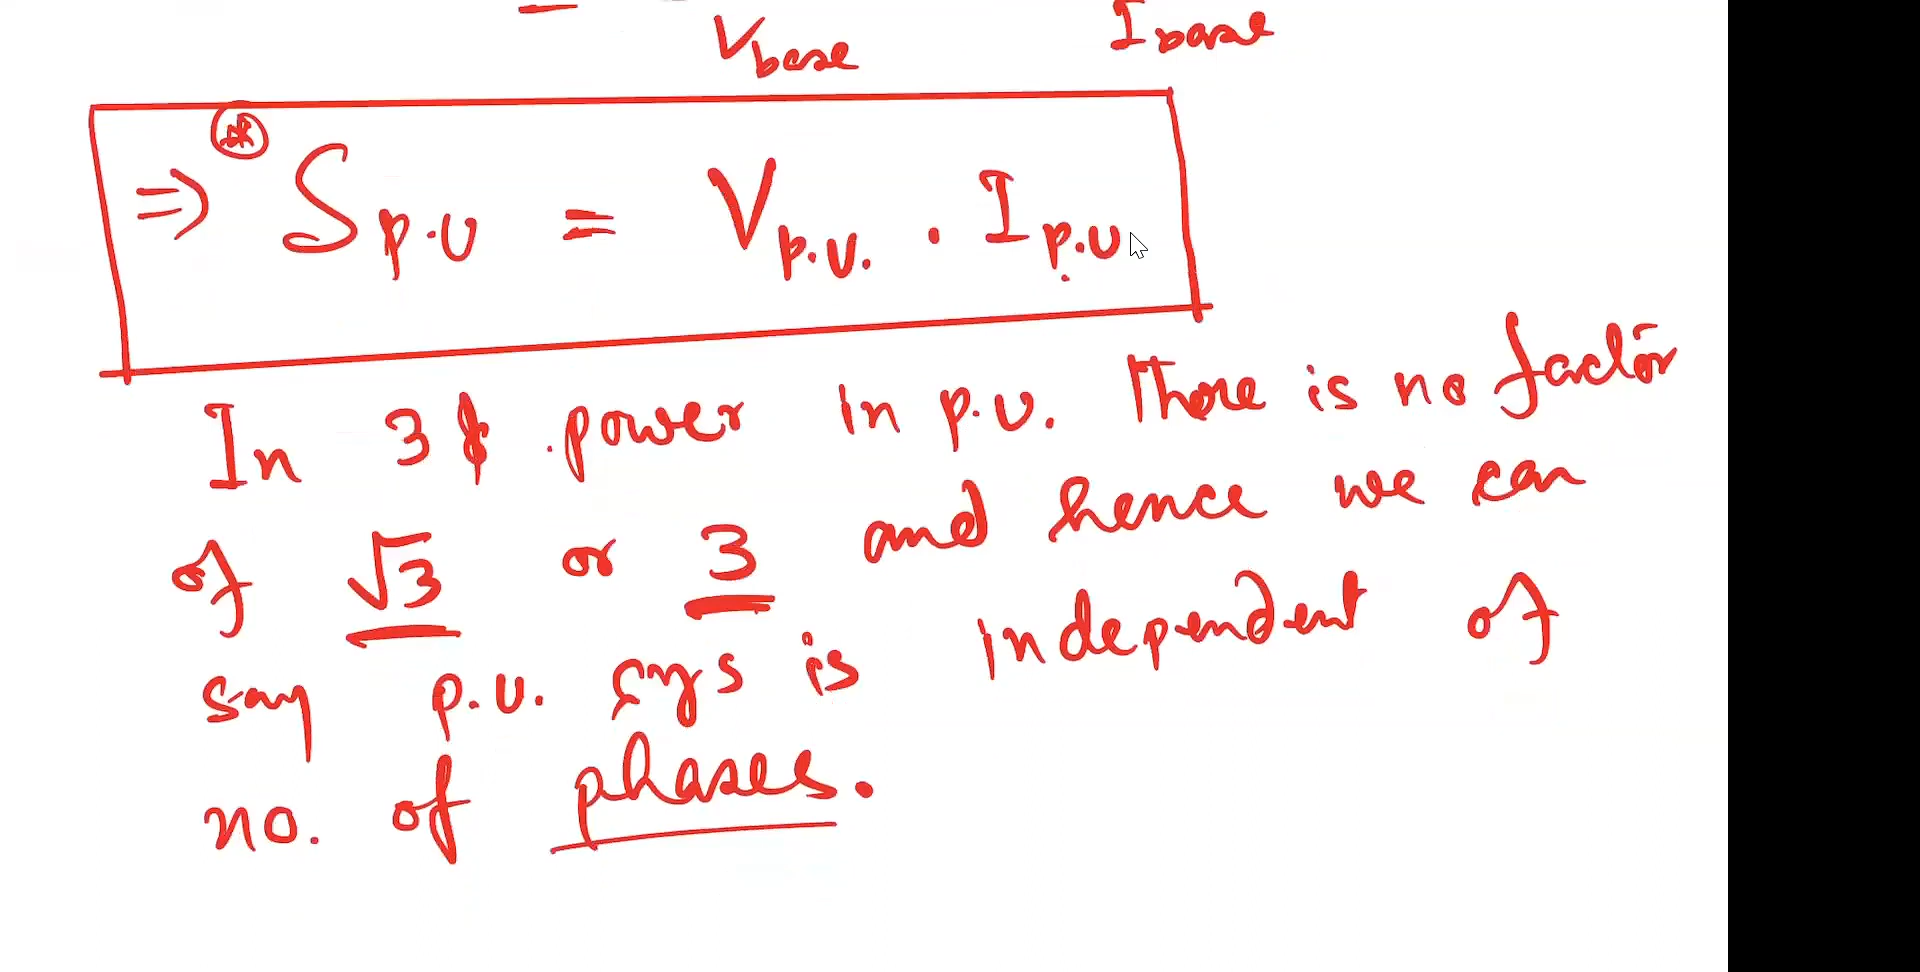 Vbase Ibase
⇒ Sp.u = Vp.u. . Ip.u
In 3ϕ power in p.u. There is no factor
of √3 or 3 and hence we can
say p.u. sys is independent of
no. of phases.